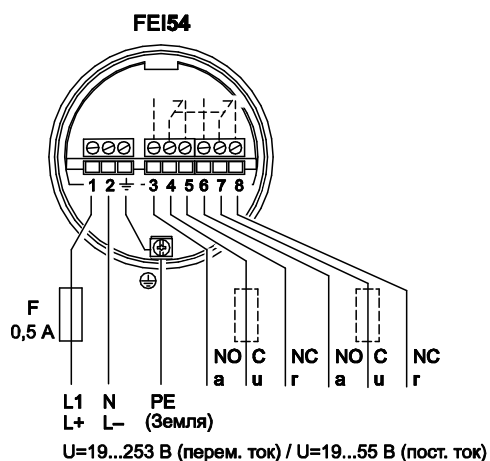 FEI54
1 2 3 4 5 6 7 8
F
0,5 A
NO C NC NO C NC
a u r a u r
L1 N PE
L+ L– (Земля)
U=19...253 В (перем. ток) / U=19...55 В (пост. ток)